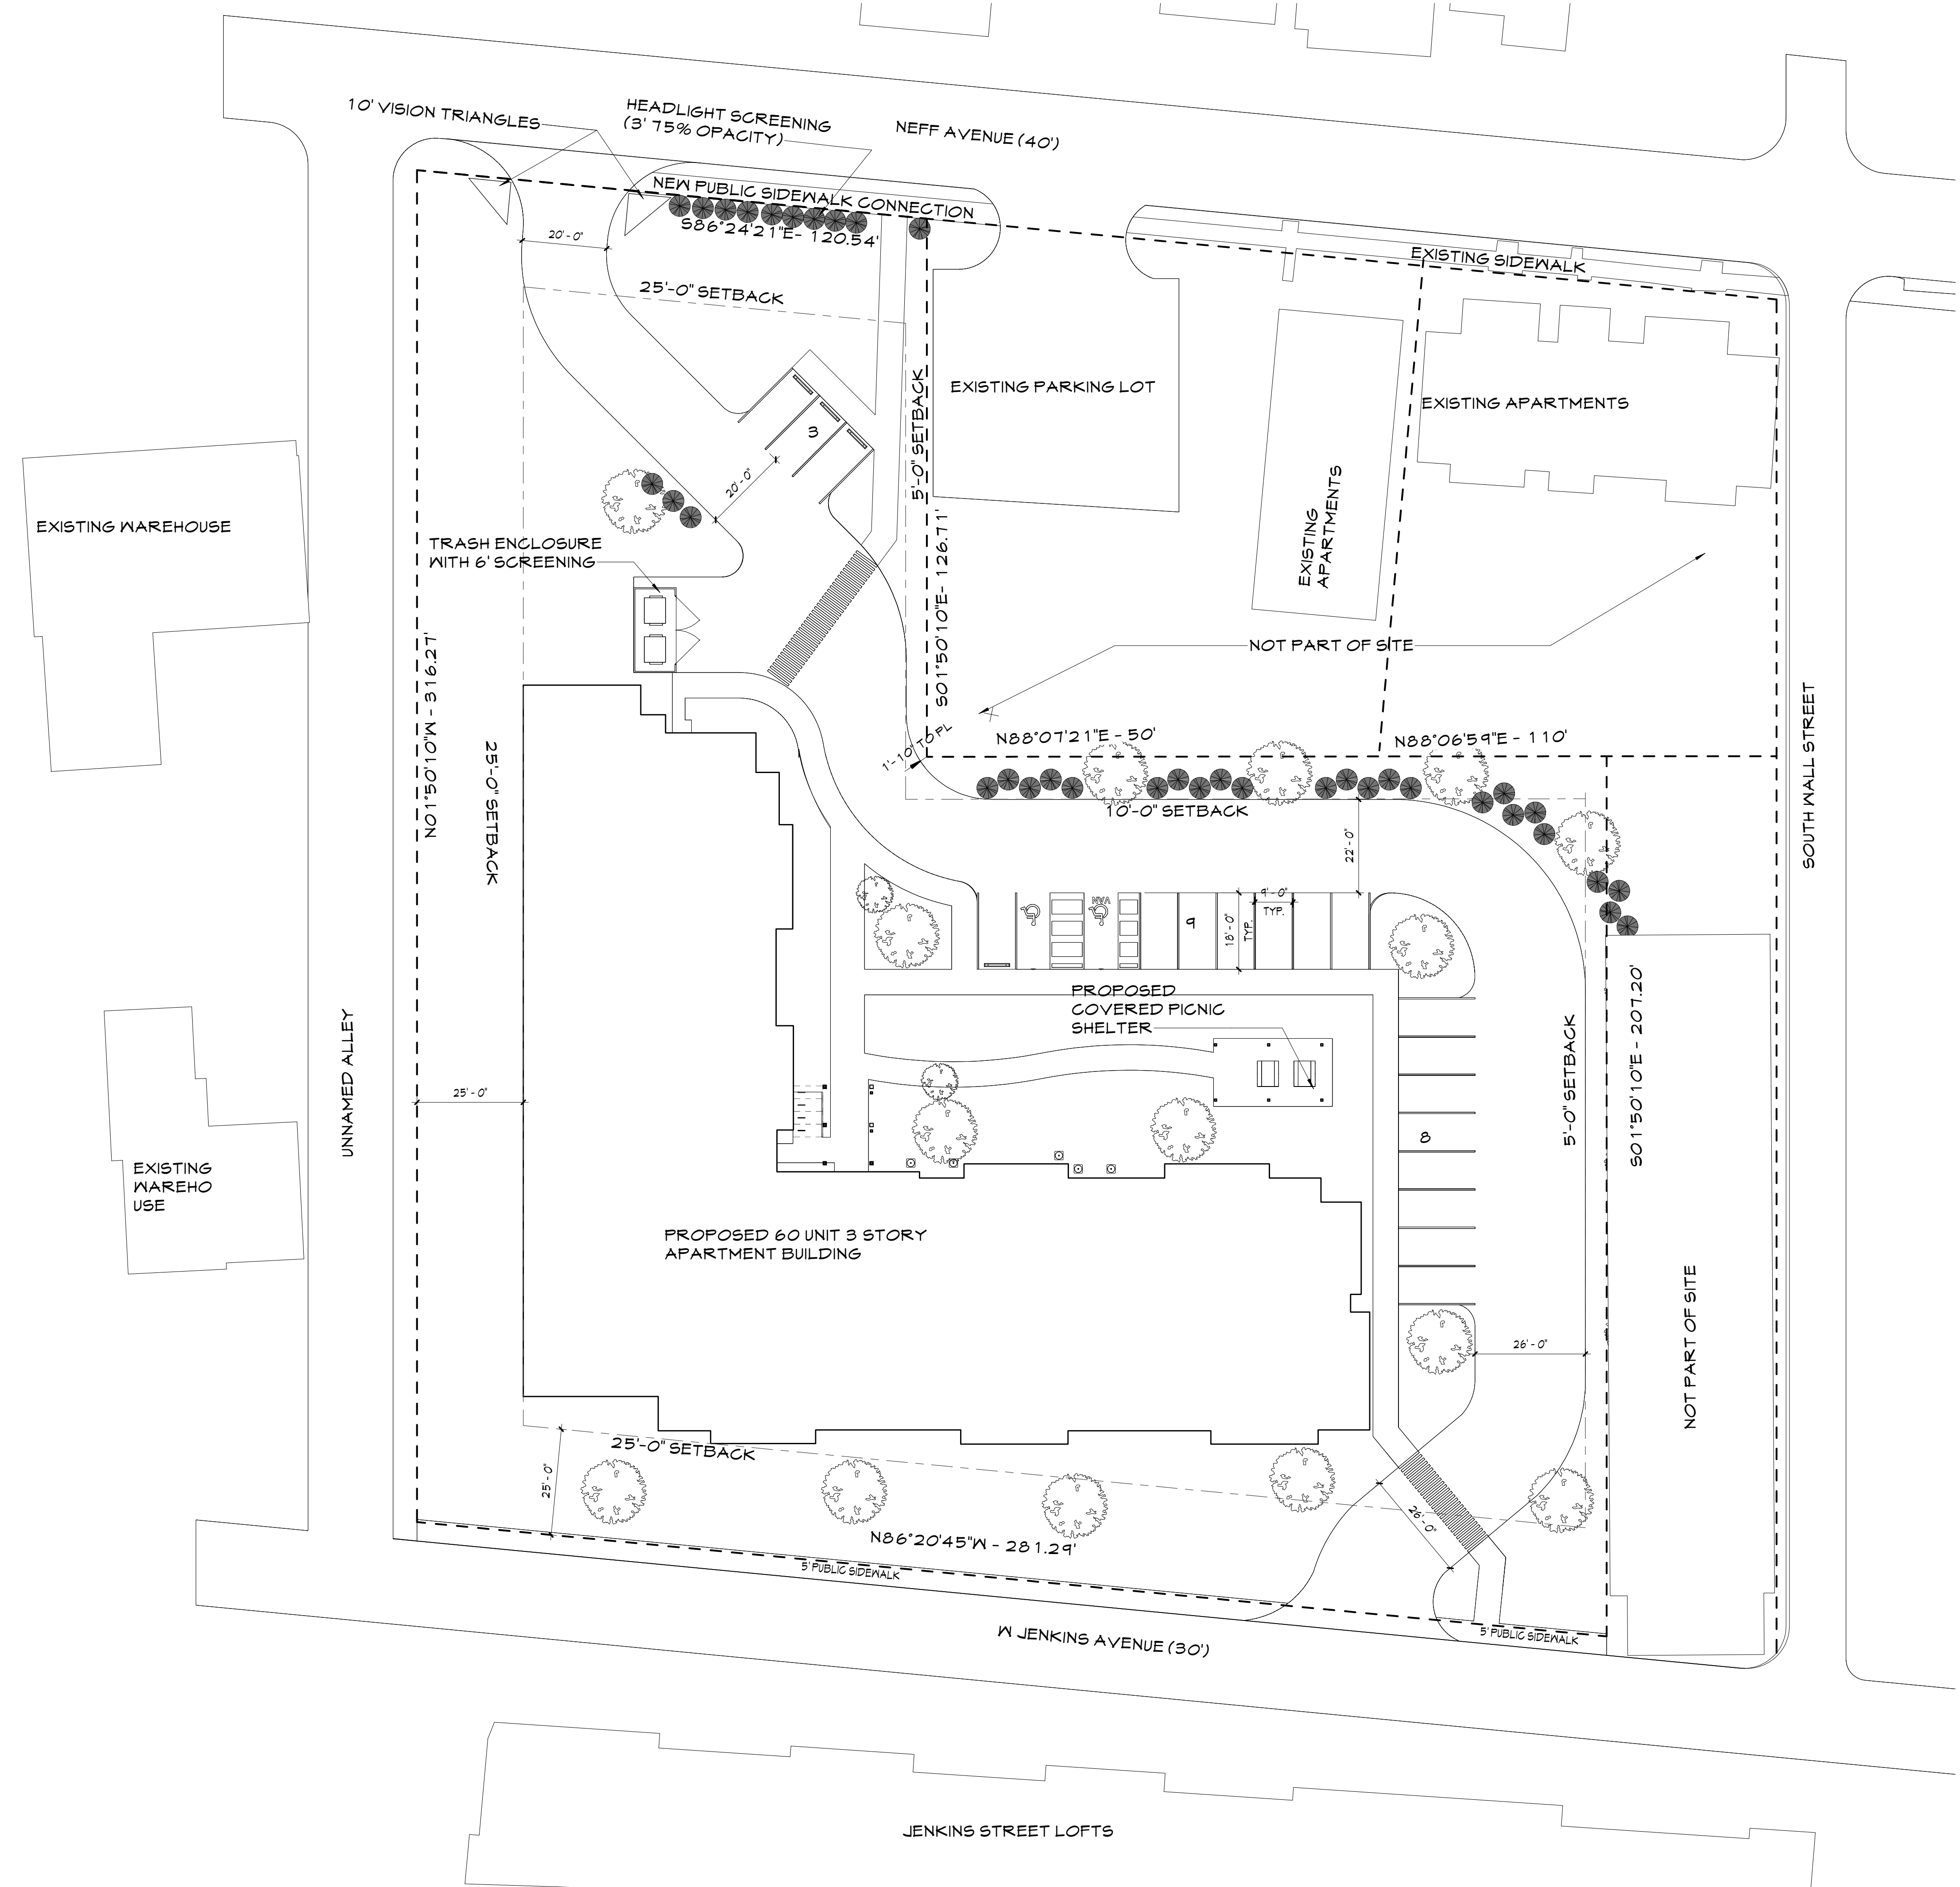 10' VISION TRIANGLES
HEADLIGHT SCREENING
(3' 75% OPACITY)
NEFF AVENUE (40')
NEW PUBLIC SIDEWALK CONNECTION
S86°24'21"E- 120.54'
20'-0"
25'-0" SETBACK
EXISTING SIDEWALK
EXISTING PARKING LOT
EXISTING APARTMENTS
3
5'-0" SETBACK
20'-0"
EXISTING WAREHOUSE
EXISTING
APARTMENTS
TRASH ENCLOSURE
WITH 6' SCREENING
S01°50'10"E- 126.71'
NOT PART OF SITE
N01°50'10"W - 316.27'
25'-0" SETBACK
1'-10" TO PL
N88°07'21"E - 50'
N88°06'59"E - 110'
SOUTH WALL STREET
10'-0" SETBACK
22'-0"
VAN
9
18'-0"
TYP.
9'-0"
TYP.
PROPOSED
COVERED PICNIC
SHELTER
5'-0" SETBACK
S01°50'10"E - 207.20'
UNNAMED ALLEY
25'-0"
8
EXISTING
WAREHO
USE
PROPOSED 60 UNIT 3 STORY
APARTMENT BUILDING
26'-0"
NOT PART OF SITE
25'-0" SETBACK
25'-0"
26'-0"
N86°20'45"W - 281.29'
5' PUBLIC SIDEWALK
5' PUBLIC SIDEWALK
W JENKINS AVENUE (30')
JENKINS STREET LOFTS